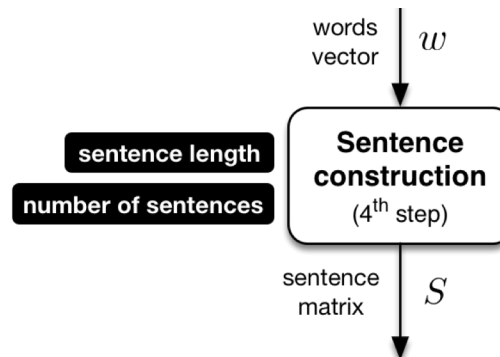 words
vector
w
sentence length
number of sentences
Sentence
construction
(4th step)
sentence
matrix
S